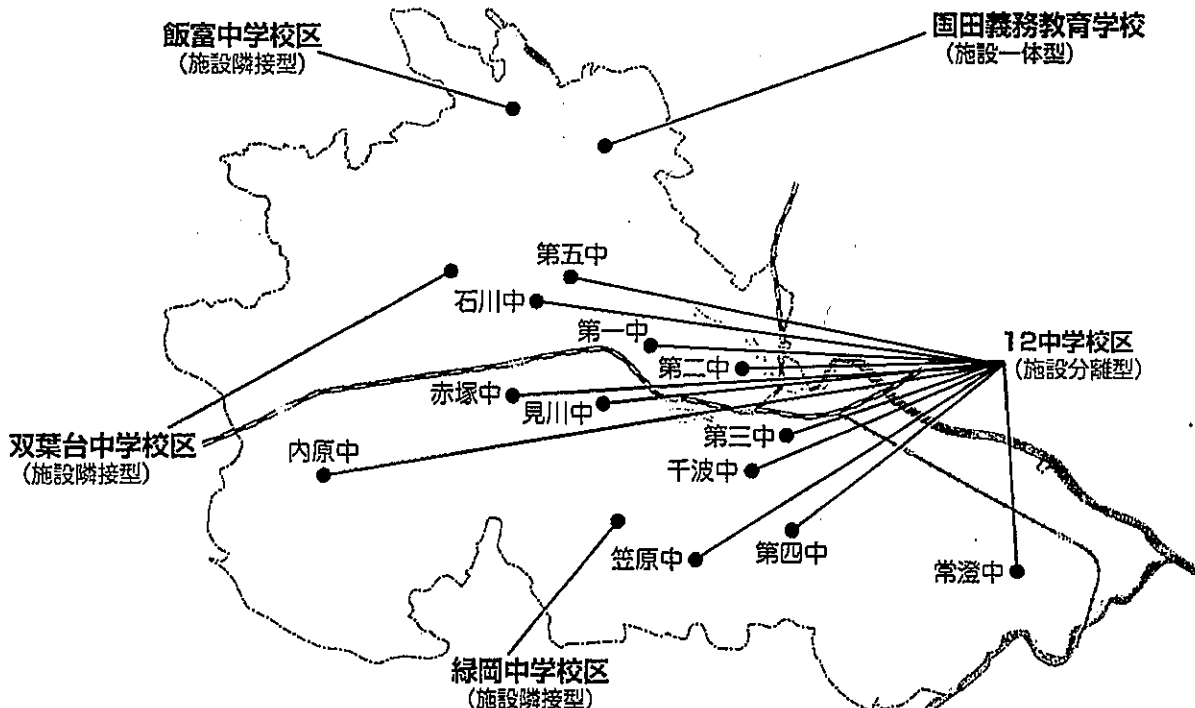 飯富中学校区
(施設隣接型)
国田義務教育学校
(施設一体型)
第五中
石川中
第一中
第二中
12中学校区
(施設分離型)
赤塚中
見川中
双葉台中学校区
(施設隣接型)
内原中
第三中
千波中
笠原中
第四中
常澄中
緑岡中学校区
(施設隣接型)